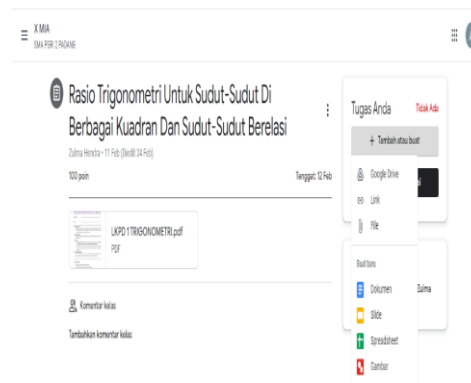 X MIA
SMA PGRI 2 PADANG
Rasio Trigonometri Untuk Sudut-Sudut Di
Berbagai Kuadran Dan Sudut-Sudut Berelasi
Zulma Hendra • 11 Feb (Diedit 24 Feb)
100 poin
Tenggat: 12 Feb
LKPD 1 TRIGONOMETRI.pdf
PDF
Komentar kelas
Tambahkan komentar kelas
Tugas Anda
Tidak Ada
+ Tambah atau buat
Google Drive
Link
File
Buat baru
Dokumen
Zulma
Slide
Spreadsheet
Gambar